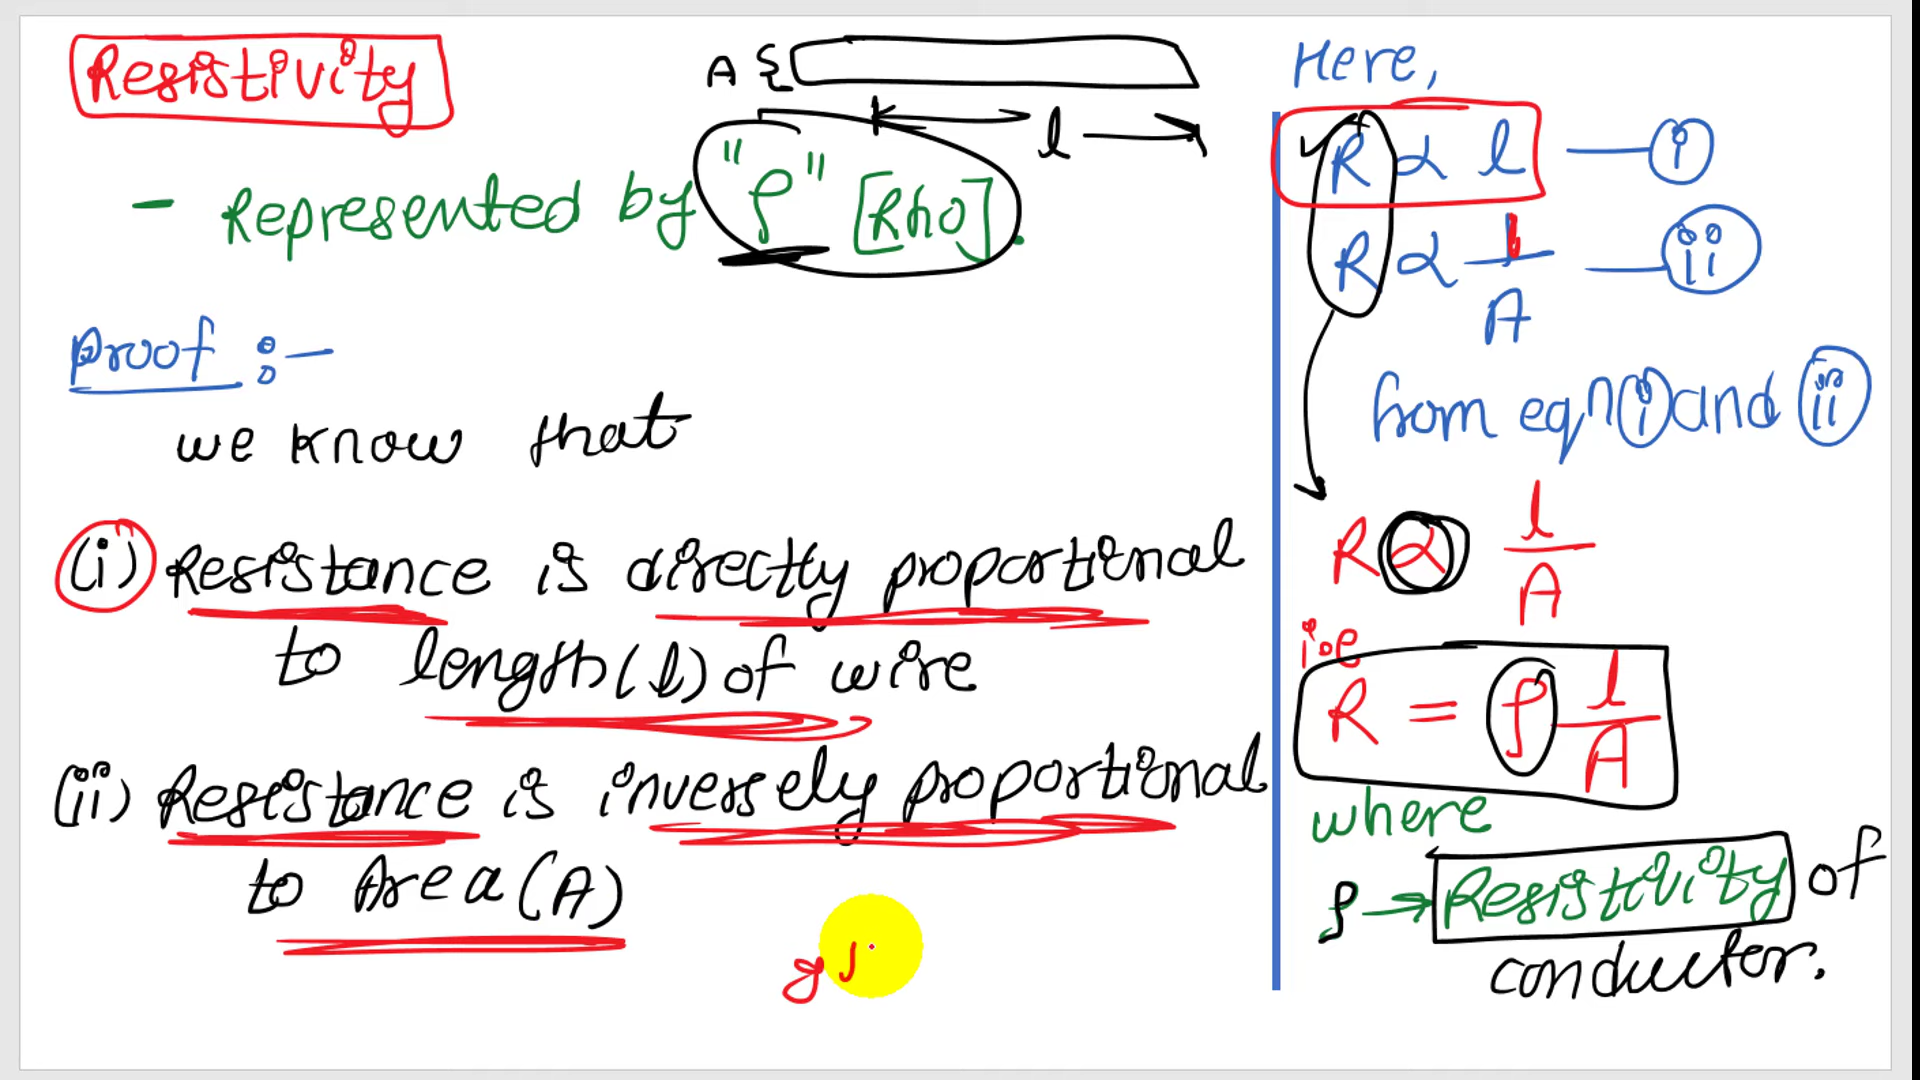 Resistivity
A
l
- Represented by "ρ" [Rho].
Proof :-
we know that
(i) Resistance is directly proportional
to length(l) of wire
(ii) Resistance is inversely proportional
to Area(A)
Here,
R α l — i
R α 1/A — ii
from eqn i and ii
R α l/A
i.e
R = ρ l/A
where
ρ → Resistivity of
conductor.